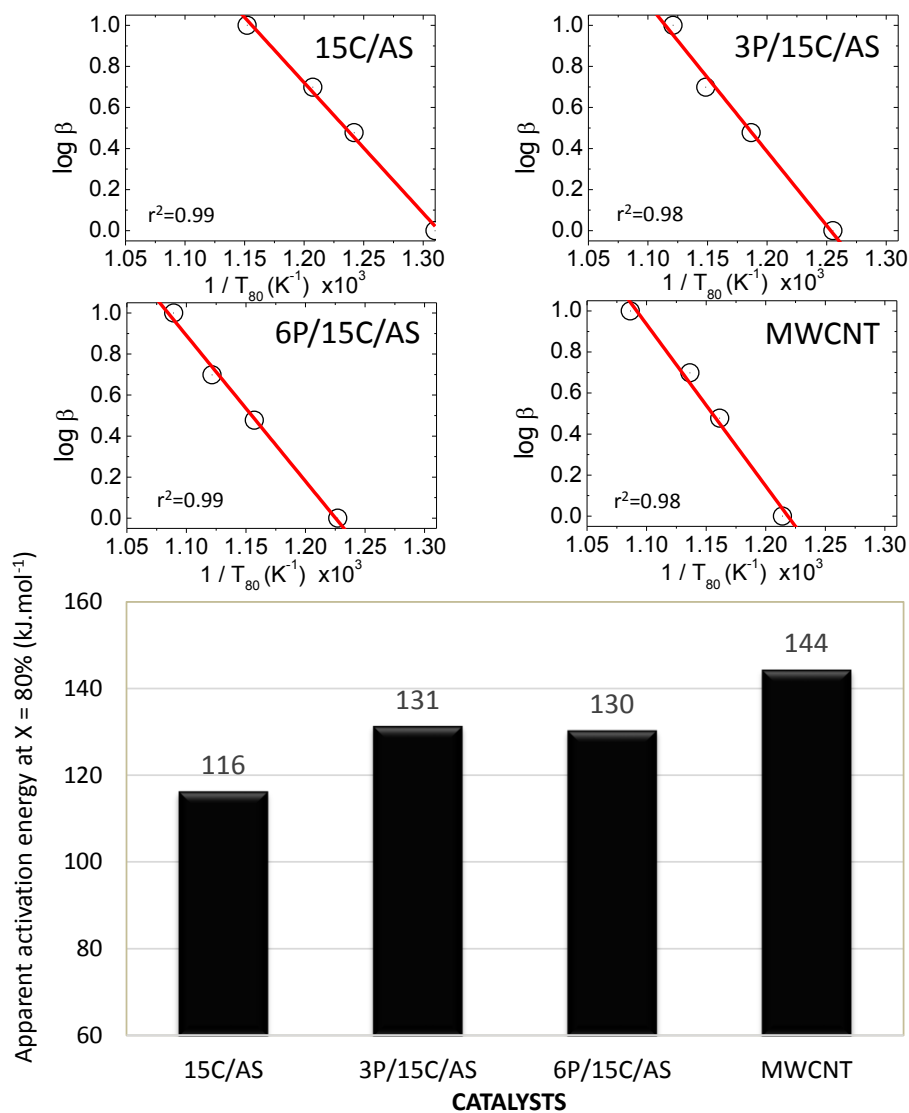 15C/AS
1.0
0.8
0.6
0.4
0.2
0.0
log β
r²=0.99
1.05 1.10 1.15 1.20 1.25 1.30
1 / T₈₀ (K⁻¹) x10³
3P/15C/AS
1.0
0.8
0.6
0.4
0.2
0.0
log β
r²=0.98
1.05 1.10 1.15 1.20 1.25 1.30
1 / T₈₀ (K⁻¹) x10³
6P/15C/AS
1.0
0.8
0.6
0.4
0.2
0.0
log β
r²=0.99
1.05 1.10 1.15 1.20 1.25 1.30
1 / T₈₀ (K⁻¹) x10³
MWCNT
1.0
0.8
0.6
0.4
0.2
0.0
log β
r²=0.98
1.05 1.10 1.15 1.20 1.25 1.30
1 / T₈₀ (K⁻¹) x10³
Apparent activation energy at X = 80% (kJ.mol⁻¹)
160
140
120
100
80
60
116
131
130
144
15C/AS 3P/15C/AS 6P/15C/AS MWCNT
CATALYSTS